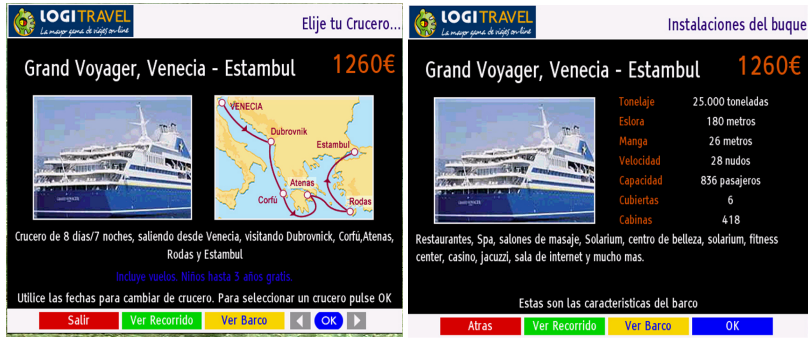 LOGITRAVEL
La mayor gama de viajes on-line
Elije tu Crucero...
Grand Voyager, Venecia - Estambul
1260€
VENECIA
Dubrovnik
Estambul
Atenas
Corfú
Rodas
Crucero de 8 días/7 noches, saliendo desde Venecia, visitando Dubrovnick, Corfú,Atenas,
Rodas y Estambul
Incluye vuelos. Niños hasta 3 años gratis.
Utilice las fechas para cambiar de crucero. Para seleccionar un crucero pulse OK
Salir
Ver Recorrido
Ver Barco
OK
LOGITRAVEL
La mayor gama de viajes on-line
Instalaciones del buque
Grand Voyager, Venecia - Estambul
1260€
Tonelaje 25.000 toneladas
Eslora 180 metros
Manga 26 metros
Velocidad 28 nudos
Capacidad 836 pasajeros
Cubiertas 6
Cabinas 418
Restaurantes, Spa, salones de masaje, Solarium, centro de belleza, solarium, fitness
center, casino, jacuzzi, sala de internet y mucho mas.
Estas son las caracteristicas del barco
Atras
Ver Recorrido
Ver Barco
OK